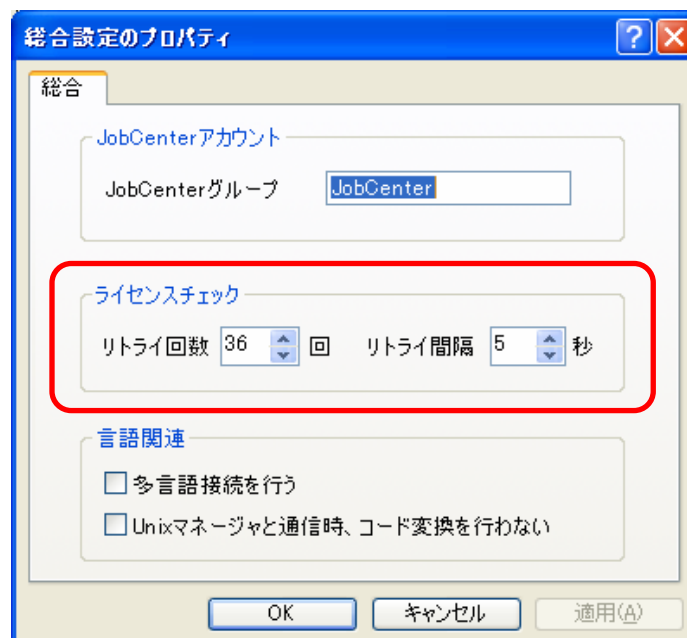 総合設定のプロパティ
総合
JobCenterアカウント
JobCenterグループ JobCenter
ライセンスチェック
リトライ回数 36 回 リトライ間隔 5 秒
言語関連
多言語接続を行う
Unixマネージャと通信時、コード変換を行わない
OK キャンセル 適用(A)